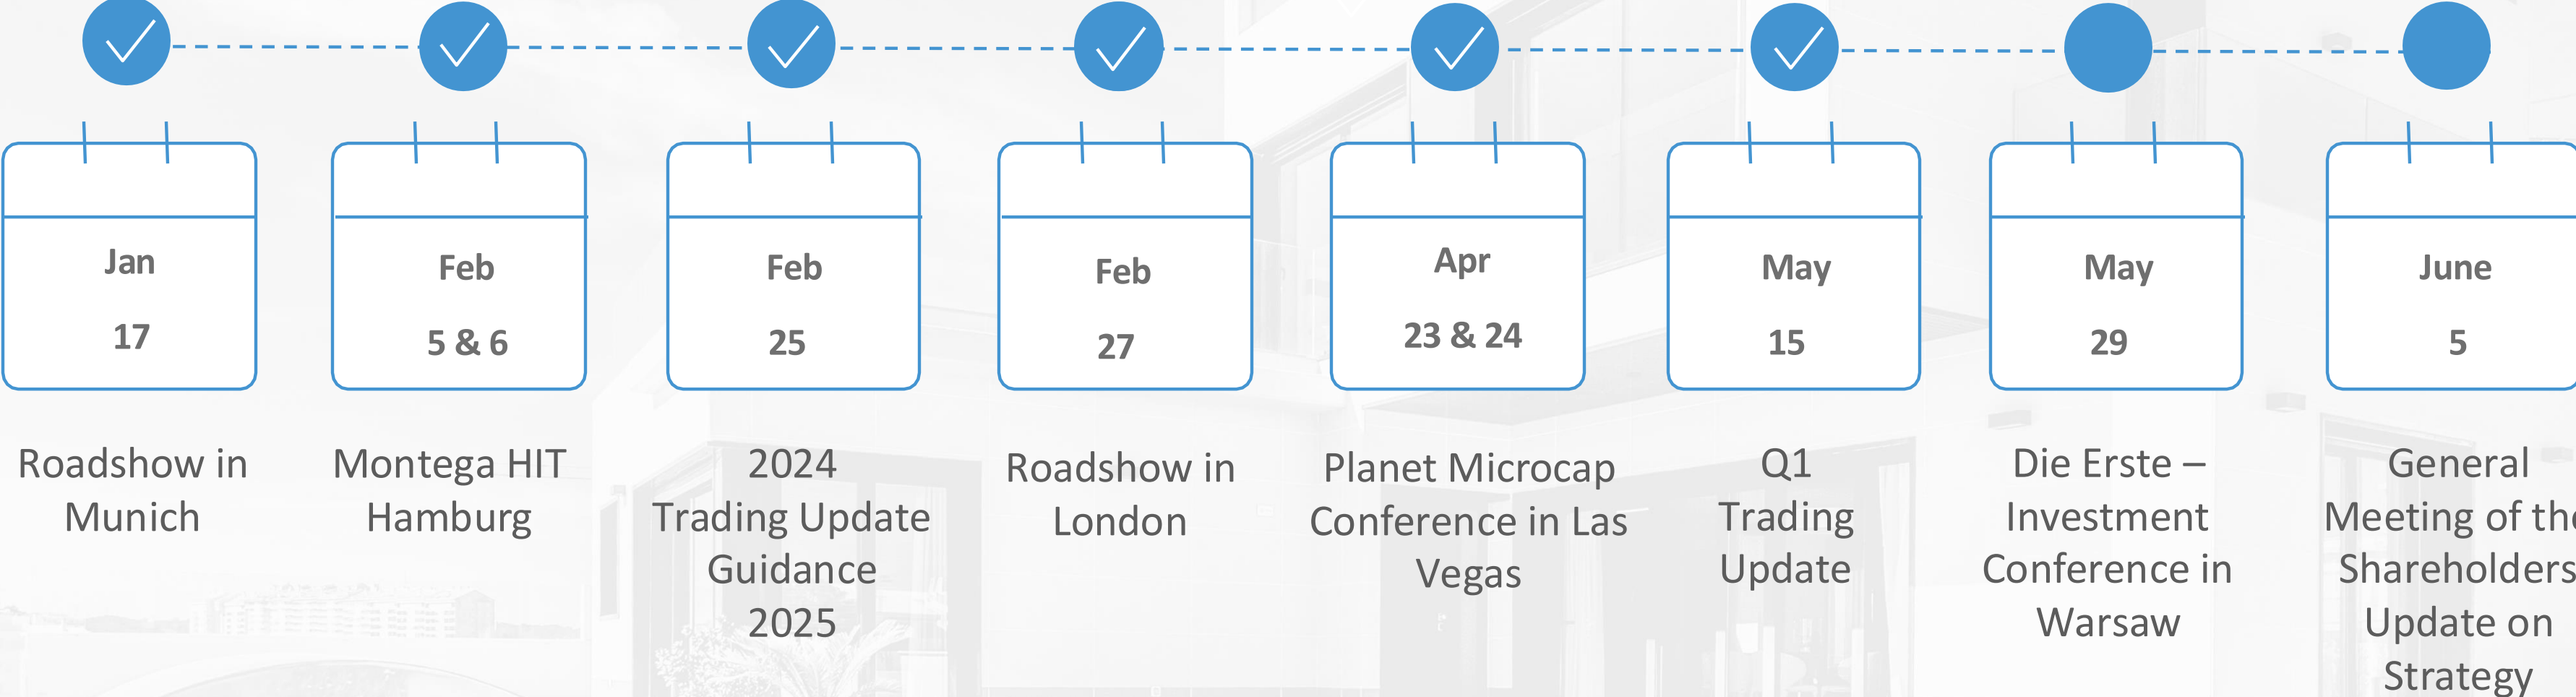 Jan
17
Roadshow in
Munich
Feb
5 & 6
Montega HIT
Hamburg
Feb
25
2024
Trading Update
Guidance
2025
Feb
27
Roadshow in
London
Apr
23 & 24
Planet Microcap
Conference in Las
Vegas
May
15
Q1
Trading
Update
May
29
Die Erste –
Investment
Conference in
Warsaw
June
5
General
Meeting of the
Shareholders
Update on
Strategy